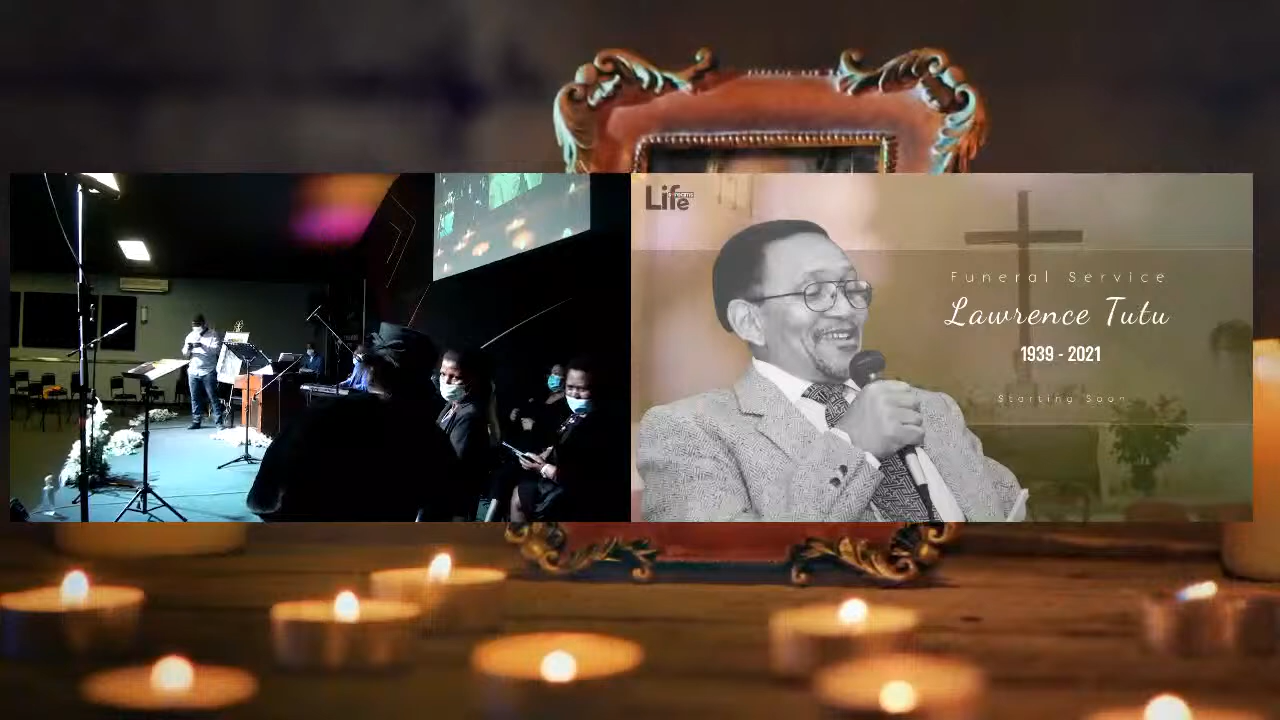 Life
Funeral Service
Lawrence Tutu
1939 - 2021
Starting Soon